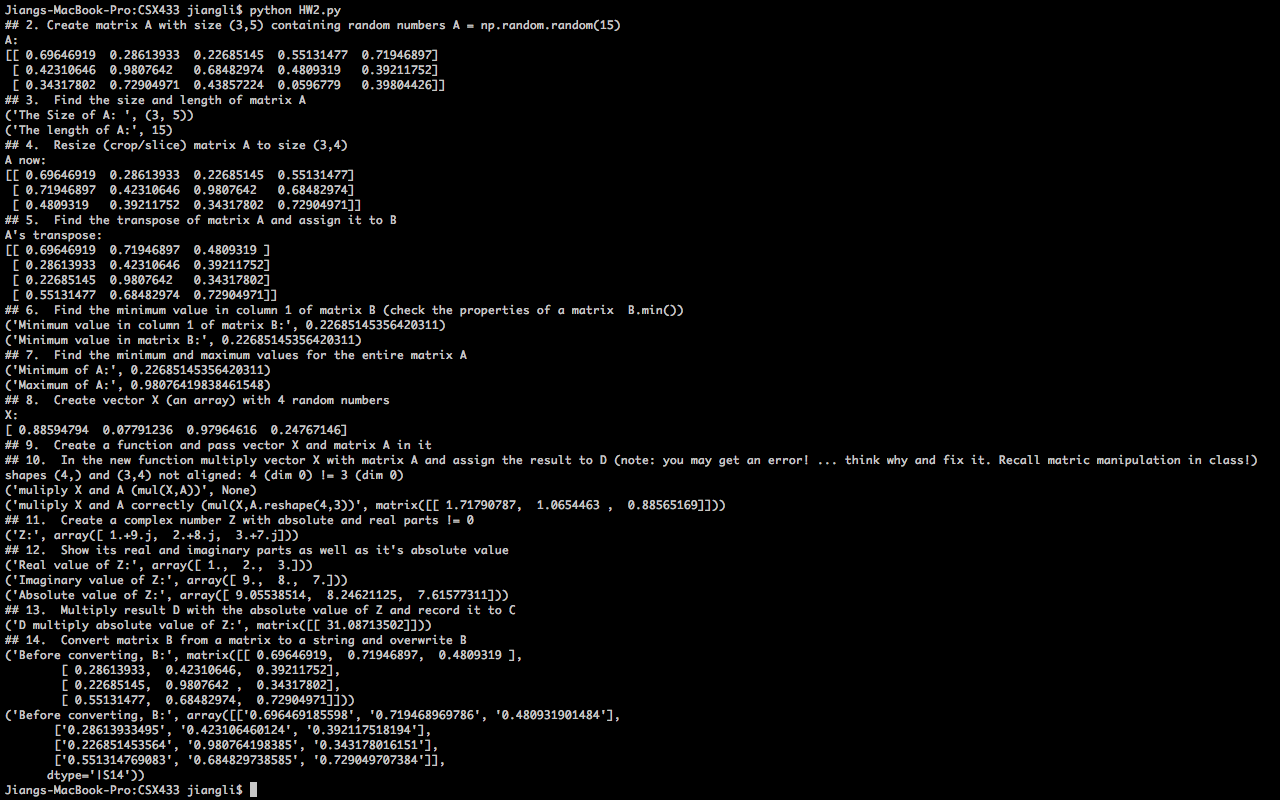 Jiangs-MacBook-Pro:CSX433 jiangli$ python HW2.py
## 2. Create matrix A with size (3,5) containing random numbers A = np.random.random(15)
A:
[[ 0.69646919  0.28613933  0.22685145  0.55131477  0.71946897]
 [ 0.42310646  0.9807642   0.68482974  0.4809319   0.39211752]
 [ 0.34317802  0.72904971  0.43857224  0.0596779   0.39804426]]
## 3.  Find the size and length of matrix A
('The Size of A: ', (3, 5))
('The length of A:', 15)
## 4.  Resize (crop/slice) matrix A to size (3,4)
A now:
[[ 0.69646919  0.28613933  0.22685145  0.55131477]
 [ 0.71946897  0.42310646  0.9807642   0.68482974]
 [ 0.4809319   0.39211752  0.34317802  0.72904971]]
## 5.  Find the transpose of matrix A and assign it to B
A's transpose:
[[ 0.69646919  0.71946897  0.4809319 ]
 [ 0.28613933  0.42310646  0.39211752]
 [ 0.22685145  0.9807642   0.34317802]
 [ 0.55131477  0.68482974  0.72904971]]
## 6.  Find the minimum value in column 1 of matrix B (check the properties of a matrix  B.min())
('Minimum value in column 1 of matrix B:', 0.22685145356420311)
('Minimum value in matrix B:', 0.22685145356420311)
## 7.  Find the minimum and maximum values for the entire matrix A
('Minimum of A:', 0.22685145356420311)
('Maximum of A:', 0.98076419838461548)
## 8.  Create vector X (an array) with 4 random numbers
X:
[ 0.88594794  0.07791236  0.97964616  0.24767146]
## 9.  Create a function and pass vector X and matrix A in it
## 10.  In the new function multiply vector X with matrix A and assign the result to D (note: you may get an error! ... think why and fix it. Recall matric manipulation in class!)
shapes (4,) and (3,4) not aligned: 4 (dim 0) != 3 (dim 0)
('muliply X and A (mul(X,A))', None)
('muliply X and A correctly (mul(X,A.reshape(4,3))', matrix([[ 1.71790787,  1.0654463 ,  0.88565169]]))
## 11.  Create a complex number Z with absolute and real parts != 0
('Z:', array([ 1.+9.j,  2.+8.j,  3.+7.j]))
## 12.  Show its real and imaginary parts as well as it's absolute value
('Real value of Z:', array([ 1.,  2.,  3.]))
('Imaginary value of Z:', array([ 9.,  8.,  7.]))
('Absolute value of Z:', array([ 9.05538514,  8.24621125,  7.61577311]))
## 13.  Multiply result D with the absolute value of Z and record it to C
('D multiply absolute value of Z:', matrix([[ 31.08713502]]))
## 14.  Convert matrix B from a matrix to a string and overwrite B
('Before converting, B:', matrix([[ 0.69646919,  0.71946897,  0.4809319 ],
        [ 0.28613933,  0.42310646,  0.39211752],
        [ 0.22685145,  0.9807642 ,  0.34317802],
        [ 0.55131477,  0.68482974,  0.72904971]]))
('Before converting, B:', array([['0.696469185598', '0.719468969786', '0.480931901484'],
       ['0.28613933495', '0.423106460124', '0.392117518194'],
       ['0.226851453564', '0.980764198385', '0.343178016151'],
       ['0.551314769083', '0.684829738585', '0.729049707384']],
      dtype='|S14'))
Jiangs-MacBook-Pro:CSX433 jiangli$